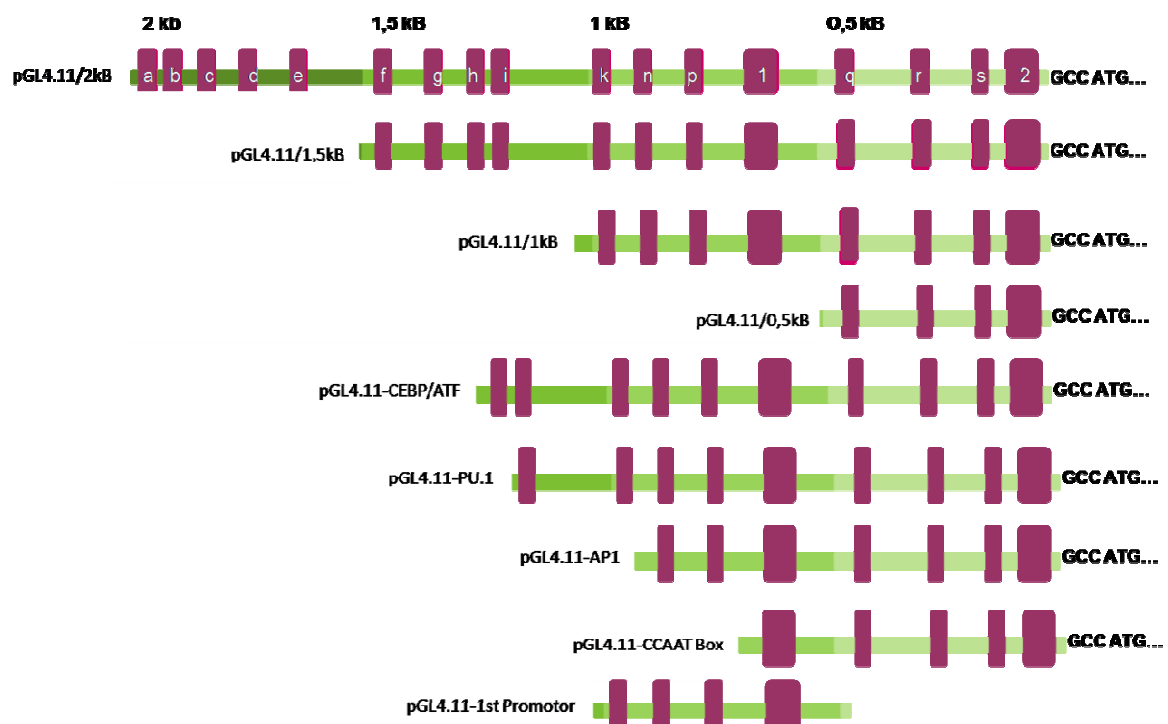 2 kb 1,5 kB 1 kB 0,5 kB
pGL4.11/2kB a b c d e f g h i k n p 1 q r s 2 GCC ATG...
pGL4.11/1,5kB GCC ATG...
pGL4.11/1kB GCC ATG...
pGL4.11/0,5kB GCC ATG...
pGL4.11-CEBP/ATF GCC ATG...
pGL4.11-PU.1 GCC ATG...
pGL4.11-AP1 GCC ATG...
pGL4.11-CCAAT Box GCC ATG...
pGL4.11-1st Promotor